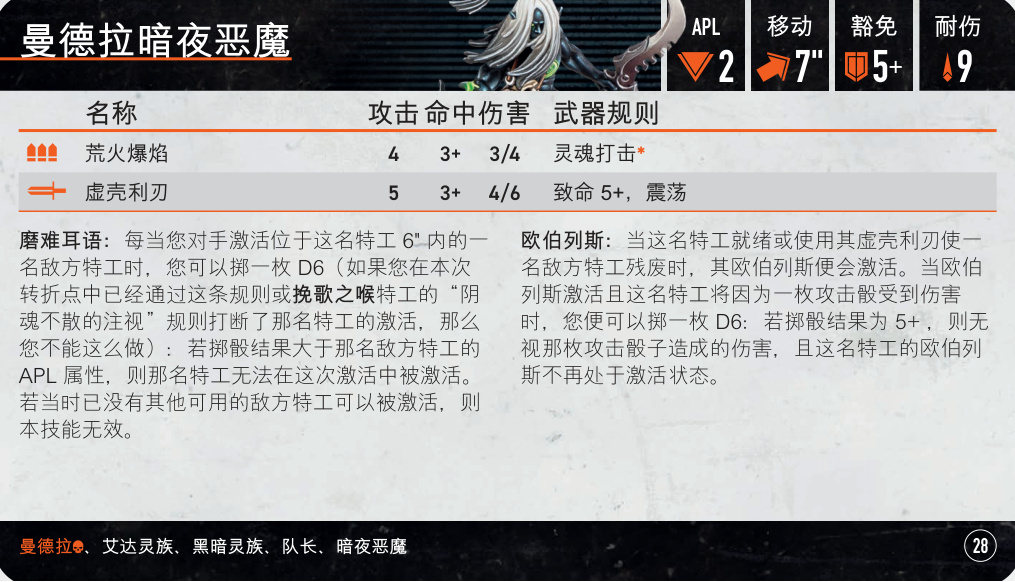 曼德拉暗夜恶魔
APL 移动 豁免 耐伤
2 7" 5+ 9
名称 攻击 命中 伤害 武器规则
荒火爆焰 4 3+ 3/4 灵魂打击*
虚壳利刃 5 3+ 4/6 致命 5+，震荡
磨难耳语：每当您对手激活位于这名特工 6" 内的一
名敌方特工时，您可以掷一枚 D6（如果您在本次
转折点中已经通过这条规则或挽歌之喉特工的“阴
魂不散的注视”规则打断了那名特工的激活，那么
您不能这么做）：若掷骰结果大于那名敌方特工的
APL 属性，则那名特工无法在这次激活中被激活。
若当时已没有其他可用的敌方特工可以被激活，则
本技能无效。
欧伯列斯：当这名特工就绪或使用其虚壳利刃使一
名敌方特工残废时，其欧伯列斯便会激活。当欧伯
列斯激活且这名特工将因为一枚攻击骰受到伤害
时，您便可以掷一枚 D6：若掷骰结果为 5+ ，则无
视那枚攻击骰子造成的伤害，且这名特工的欧伯列
斯不再处于激活状态。
曼德拉、艾达灵族、黑暗灵族、队长、暗夜恶魔
28